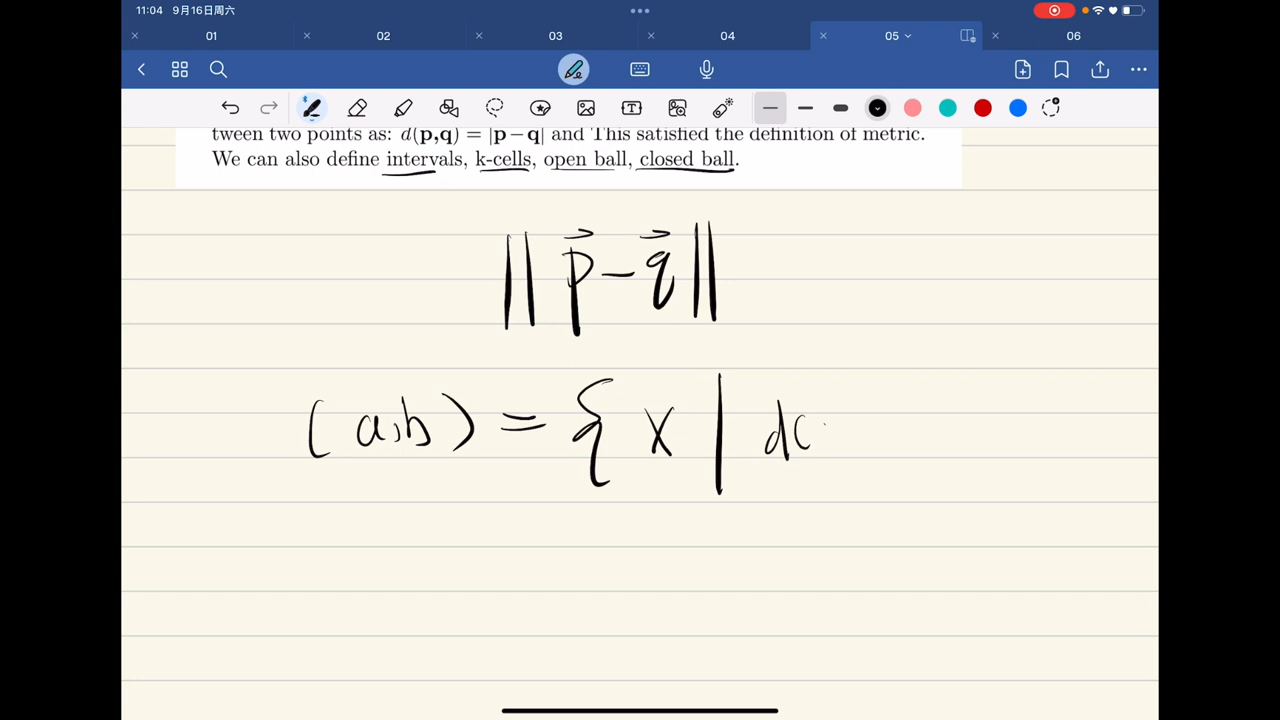 11:04 9月16日周六
01 02 03 04 05 06
tween two points as: d(p,q) = |p − q| and This satisfied the definition of metric.
We can also define intervals, k-cells, open ball, closed ball.
‖p⃗ − q⃗‖
(a,b) = { x | d(